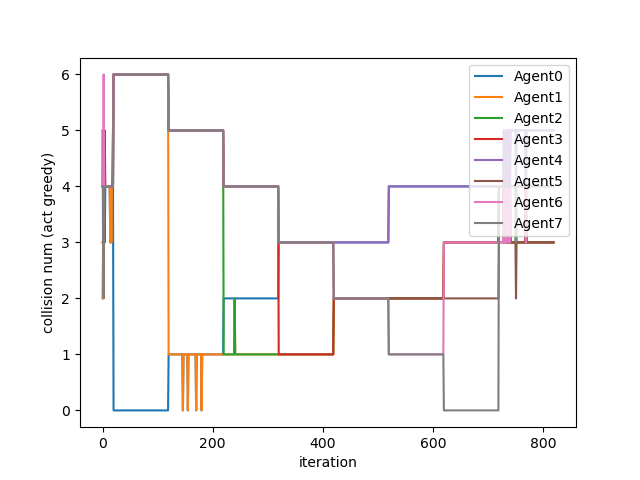 6
5
4
3
2
1
0
collision num (act greedy)
0
200
400
600
800
iteration
Agent0
Agent1
Agent2
Agent3
Agent4
Agent5
Agent6
Agent7